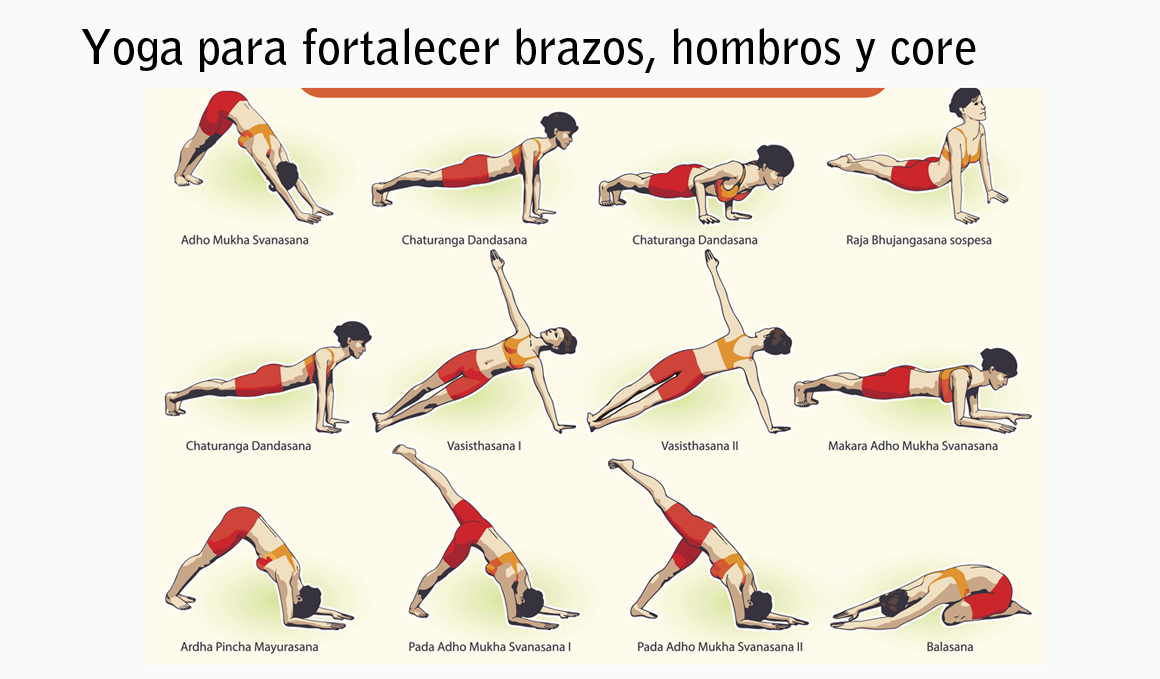 Yoga para fortalecer brazos, hombros y core
Adho Mukha Svanasana
Chaturanga Dandasana
Chaturanga Dandasana
Raja Bhujangasana sospesa
Chaturanga Dandasana
Vasisthasana I
Vasisthasana II
Makara Adho Mukha Svanasana
Ardha Pincha Mayurasana
Pada Adho Mukha Svanasana I
Pada Adho Mukha Svanasana II
Balasana